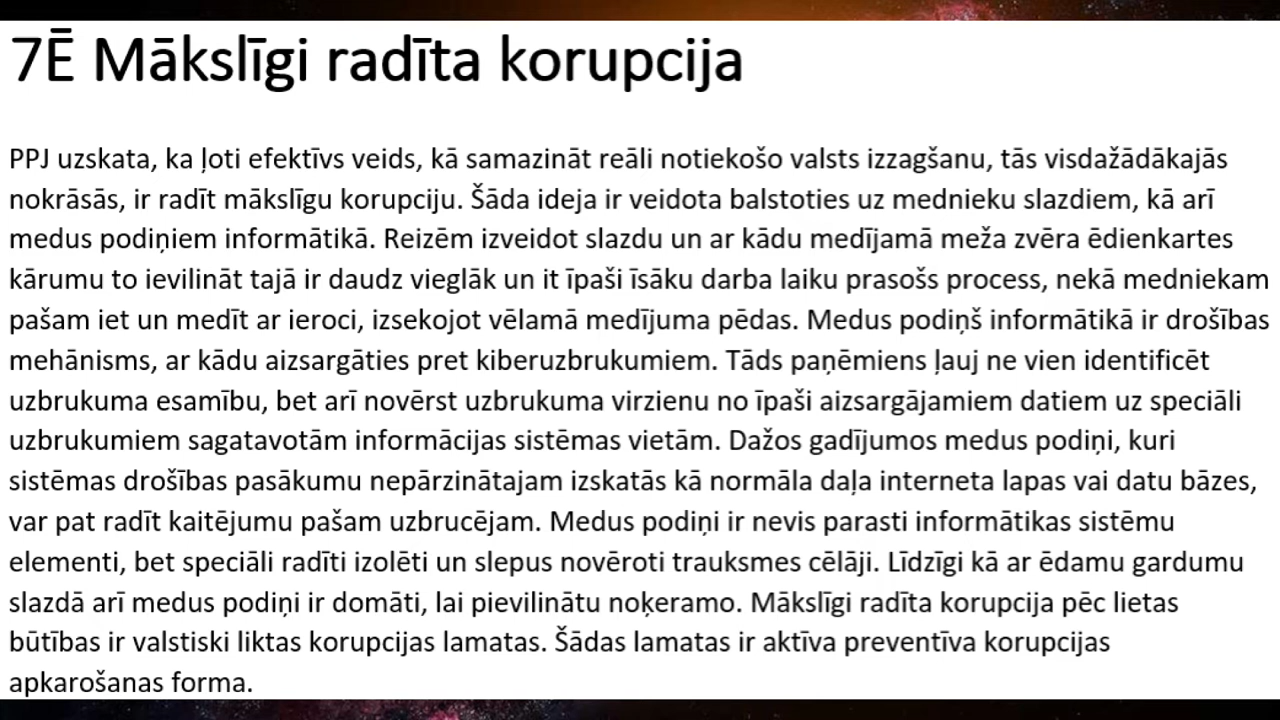 7Ē Mākslīgi radīta korupcija
PPJ uzskata, ka ļoti efektīvs veids, kā samazināt reāli notiekošo valsts izzagšanu, tās visdažādākajās
nokrāsās, ir radīt mākslīgu korupciju. Šāda ideja ir veidota balstoties uz mednieku slazdiem, kā arī
medus podiņiem informātikā. Reizēm izveidot slazdu un ar kādu medījamā meža zvēra ēdienkartes
kārumu to ievilināt tajā ir daudz vieglāk un it īpaši īsāku darba laiku prasošs process, nekā medniekam
pašam iet un medīt ar ieroci, izsekojot vēlamā medījuma pēdas. Medus podiņš informātikā ir drošības
mehānisms, ar kādu aizsargāties pret kiberuzbrukumiem. Tāds paņēmiens ļauj ne vien identificēt
uzbrukuma esamību, bet arī novērst uzbrukuma virzienu no īpaši aizsargājamiem datiem uz speciāli
uzbrukumiem sagatavotām informācijas sistēmas vietām. Dažos gadījumos medus podiņi, kuri
sistēmas drošības pasākumu nepārzinātajam izskatās kā normāla daļa interneta lapas vai datu bāzes,
var pat radīt kaitējumu pašam uzbrucējam. Medus podiņi ir nevis parasti informātikas sistēmu
elementi, bet speciāli radīti izolēti un slepus novēroti trauksmes cēlāji. Līdzīgi kā ar ēdamu gardumu
slazdā arī medus podiņi ir domāti, lai pievilinātu noķeramo. Mākslīgi radīta korupcija pēc lietas
būtības ir valstiski liktas korupcijas lamatas. Šādas lamatas ir aktīva preventīva korupcijas
apkarošanas forma.